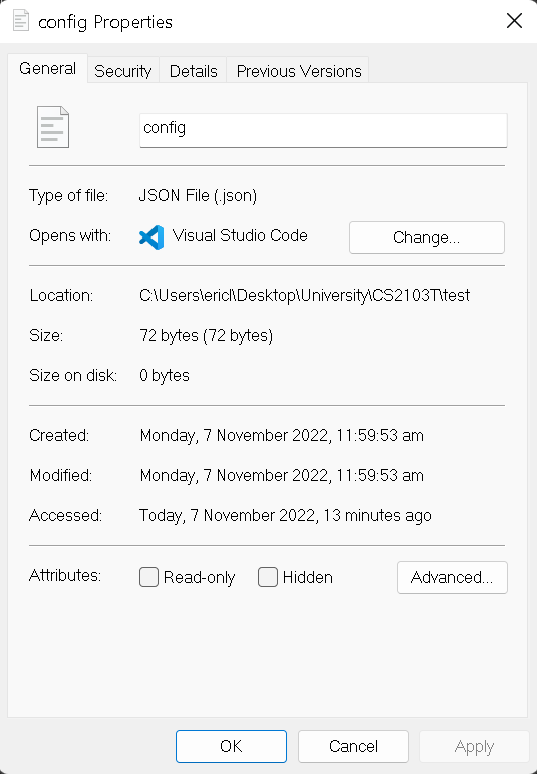 config Properties
General Security Details Previous Versions
config
Type of file: JSON File (.json)
Opens with: Visual Studio Code Change...
Location: C:\Users\ericl\Desktop\University\CS2103T\test
Size: 72 bytes (72 bytes)
Size on disk: 0 bytes
Created: Monday, 7 November 2022, 11:59:53 am
Modified: Monday, 7 November 2022, 11:59:53 am
Accessed: Today, 7 November 2022, 13 minutes ago
Attributes: Read-only Hidden Advanced...
OK Cancel Apply